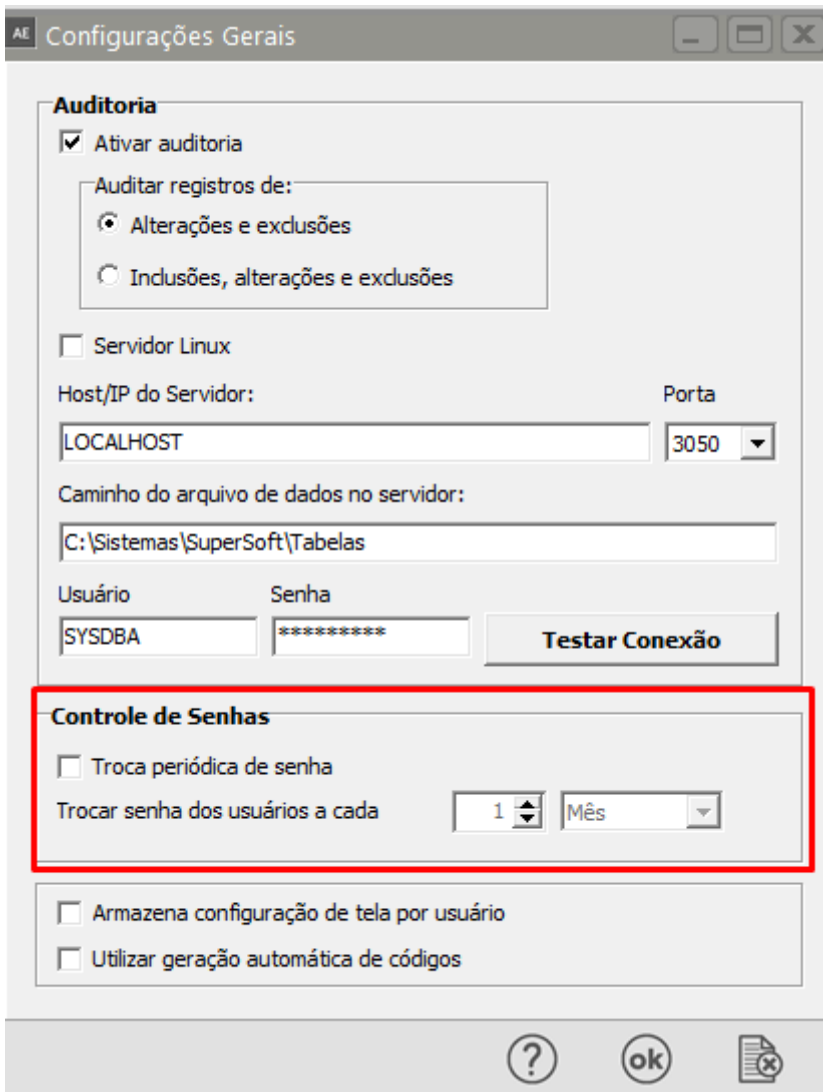 AE Configurações Gerais
Auditoria
Ativar auditoria
Auditar registros de:
Alterações e exclusões
Inclusões, alterações e exclusões
Servidor Linux
Host/IP do Servidor: Porta
LOCALHOST 3050
Caminho do arquivo de dados no servidor:
C:\Sistemas\SuperSoft\Tabelas
Usuário Senha
SYSDBA ********* Testar Conexão
Controle de Senhas
Troca periódica de senha
Trocar senha dos usuários a cada 1 Mês
Armazena configuração de tela por usuário
Utilizar geração automática de códigos
? ok